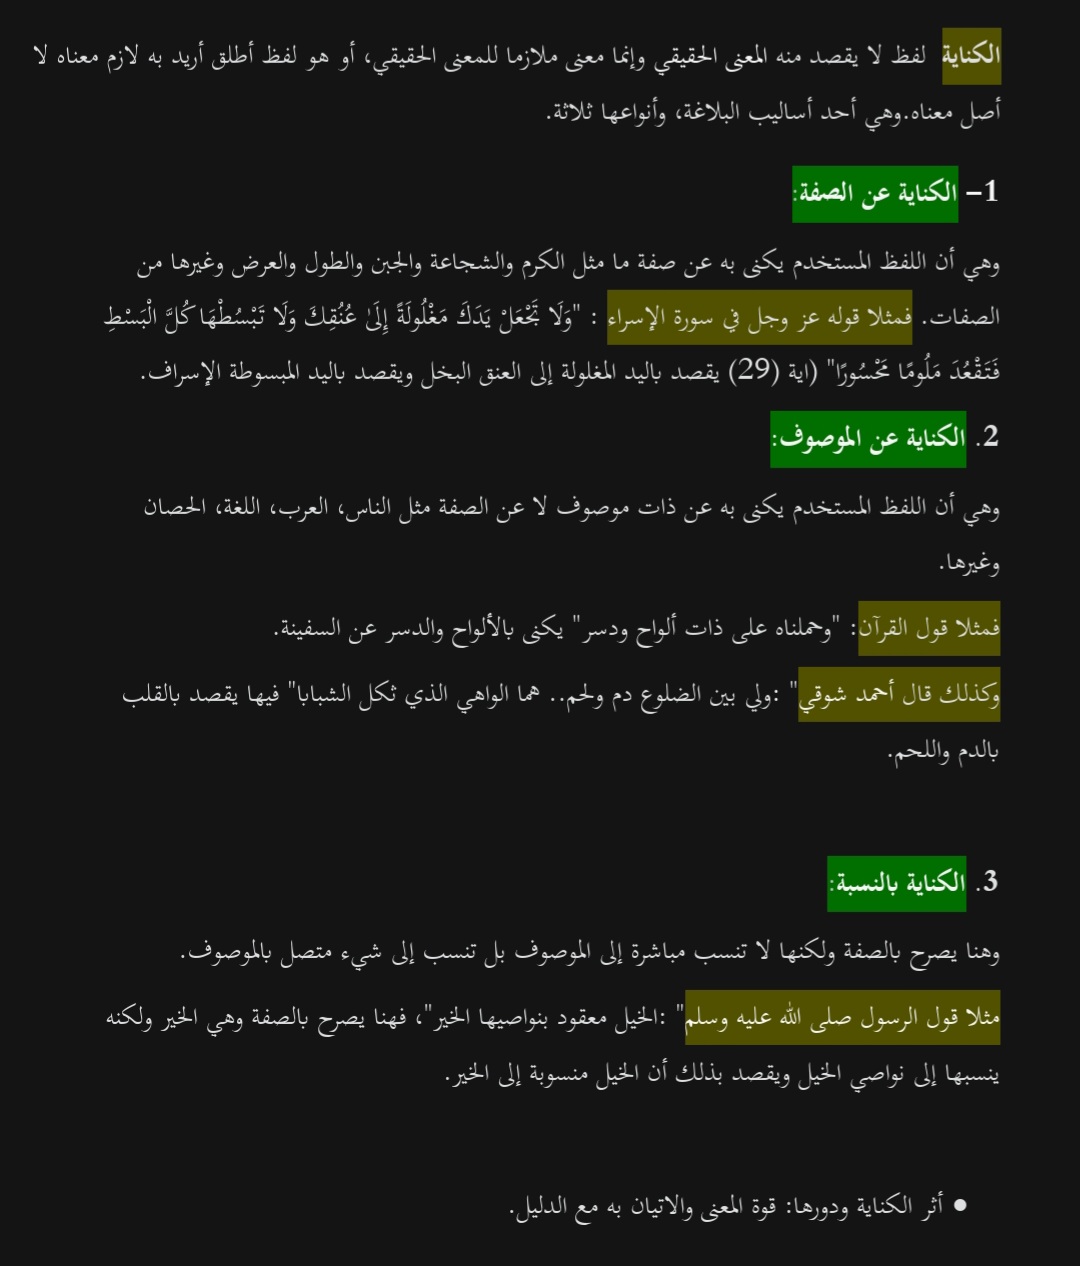 الكناية لفظ لا يقصد منه المعنى الحقيقي وإنما معنى ملازما للمعنى الحقيقي، أو هو لفظ أطلق أريد به لازم معناه لا
أصل معناه.وهي أحد أساليب البلاغة، وأنواعها ثلاثة.
1– الكناية عن الصفة:
وهي أن اللفظ المستخدم يكنى به عن صفة ما مثل الكرم والشجاعة والجبن والطول والعرض وغيرها من
الصفات. فمثلا قوله عز وجل في سورة الإسراء : "وَلَا تَجْعَلْ يَدَكَ مَغْلُولَةً إِلَىٰ عُنُقِكَ وَلَا تَبْسُطْهَا كُلَّ الْبَسْطِ
فَتَقْعُدَ مَلُومًا مَّحْسُورًا" (اية (29) يقصد باليد المغلولة إلى العنق البخل ويقصد باليد المبسوطة الإسراف.
2. الكناية عن الموصوف:
وهي أن اللفظ المستخدم يكنى به عن ذات موصوف لا عن الصفة مثل الناس، العرب، اللغة، الحصان
وغيرها.
فمثلا قول القرآن: "وحملناه على ذات ألواح ودسر" يكنى بالألواح والدسر عن السفينة.
وكذلك قال أحمد شوقي" :ولي بين الضلوع دم ولحم.. هما الواهي الذي ثكل الشبابا" فيها يقصد بالقلب
بالدم واللحم.
3. الكناية بالنسبة:
وهنا يصرح بالصفة ولكنها لا تنسب مباشرة إلى الموصوف بل تنسب إلى شيء متصل بالموصوف.
مثلا قول الرسول صلى الله عليه وسلم" :الخيل معقود بنواصيها الخير"، فهنا يصرح بالصفة وهي الخير ولكنه
ينسبها إلى نواصي الخيل ويقصد بذلك أن الخيل منسوبة إلى الخير.
● أثر الكناية ودورها: قوة المعنى والاتيان به مع الدليل.